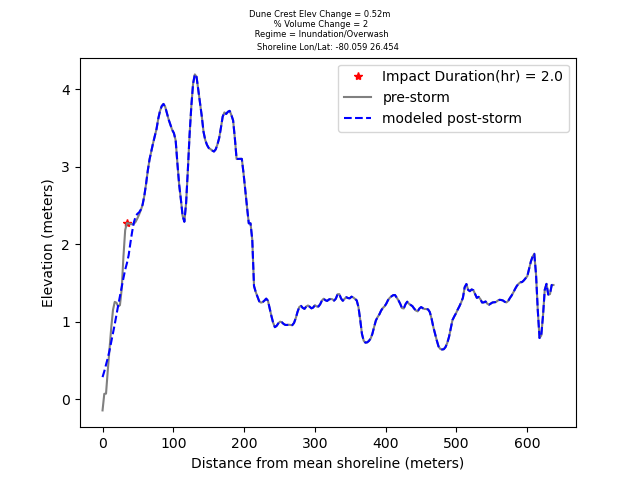 Dune Crest Elev Change = 0.52m
% Volume Change = 2
Regime = Inundation/Overwash
Shoreline Lon/Lat: -80.059 26.454
Impact Duration(hr) = 2.0
pre-storm
modeled post-storm
Elevation (meters)
4
3
2
1
0
0 100 200 300 400 500 600
Distance from mean shoreline (meters)